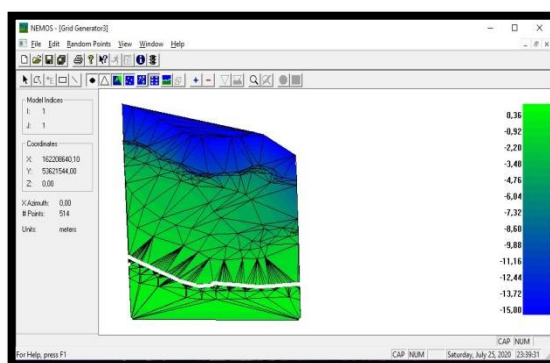 NEMOS - [Grid Generator3]
File Edit Random Points View Window Help
Model Indices
I: 1
J: 1
Coordinates
X: 162208640,10
Y: 53621544,00
Z: 0,00
X Azimuth: 0,00
# Points: 514
Units: meters
0,36
-0,92
-2,20
-3,48
-4,76
-6,04
-7,32
-8,60
-9,88
-11,16
-12,44
-13,72
-15,00
CAP NUM
For Help, press F1
CAP NUM Saturday, July 25, 2020 23:39:31